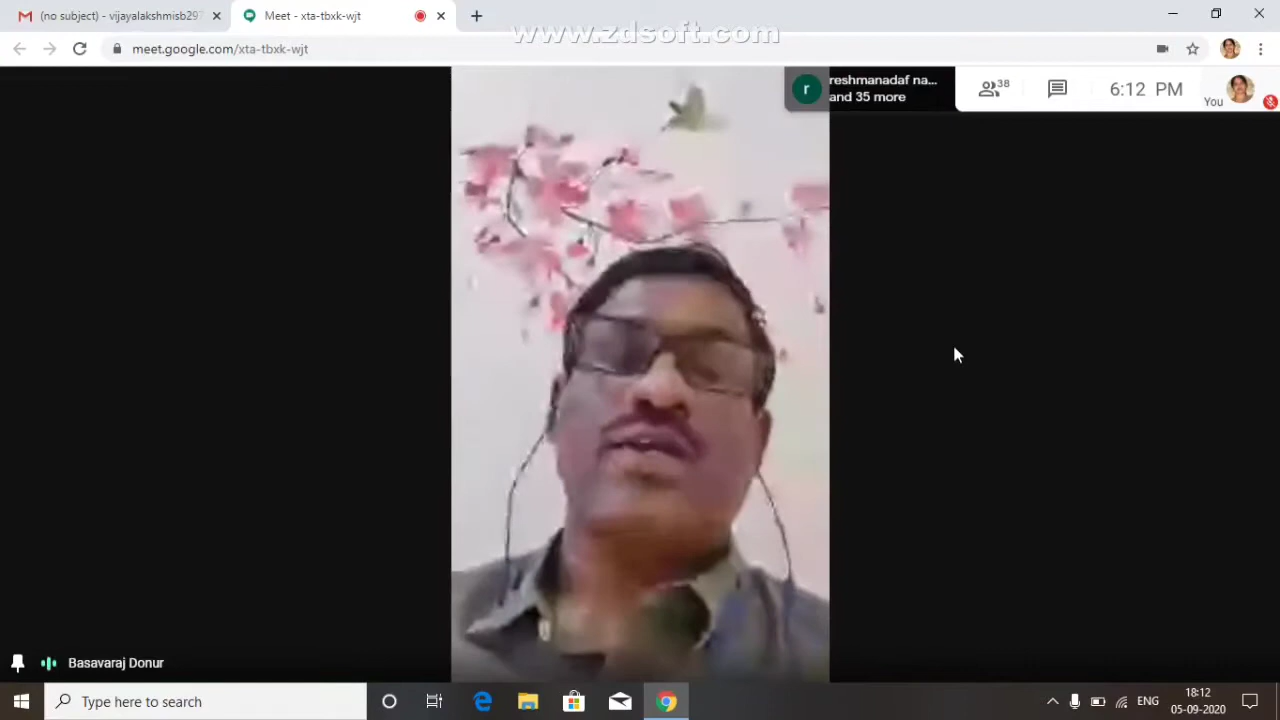 (no subject) - vijayalakshmisb297
Meet - xta-tbxk-wjt
www.zdsoft.com
meet.google.com/xta-tbxk-wjt
r
reshmanadaf na...
and 35 more
38
6:12 PM
You
Basavaraj Donur
Type here to search
ENG
18:12
05-09-2020